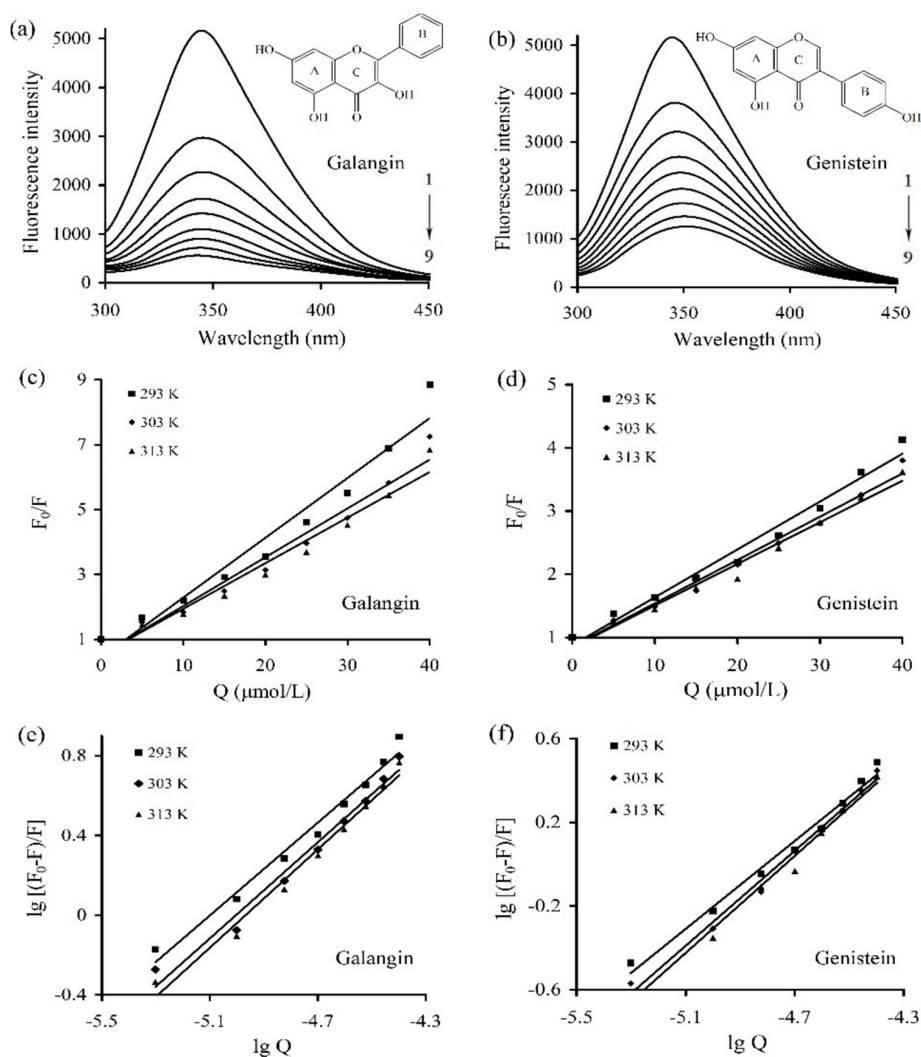 (a)
5000
4000
3000
2000
1000
0
300
350
400
450
Fluorescence intensity
Wavelength (nm)
HO
O
B
A
C
OH
OH
O
Galangin
1
9
(b)
5000
4000
3000
2000
1000
0
300
350
400
450
Fluoresccece intensity
Wavelength (nm)
HO
O
A
C
B
OH
O
OH
Genistein
1
9
(c)
9
7
5
3
1
0
10
20
30
40
F0/F
Q (μmol/L)
293 K
303 K
313 K
Galangin
(d)
5
4
3
2
1
0
10
20
30
40
F0/F
Q (μmol/L)
293 K
303 K
313 K
Genistein
(e)
0.8
0.4
0
-0.4
-5.5
-5.1
-4.7
-4.3
lg [(F0-F)/F]
lg Q
293 K
303 K
313 K
Galangin
(f)
0.6
0.2
-0.2
-0.6
-5.5
-5.1
-4.7
-4.3
lg [(F0-F)/F]
lg Q
293 K
303 K
313 K
Genistein